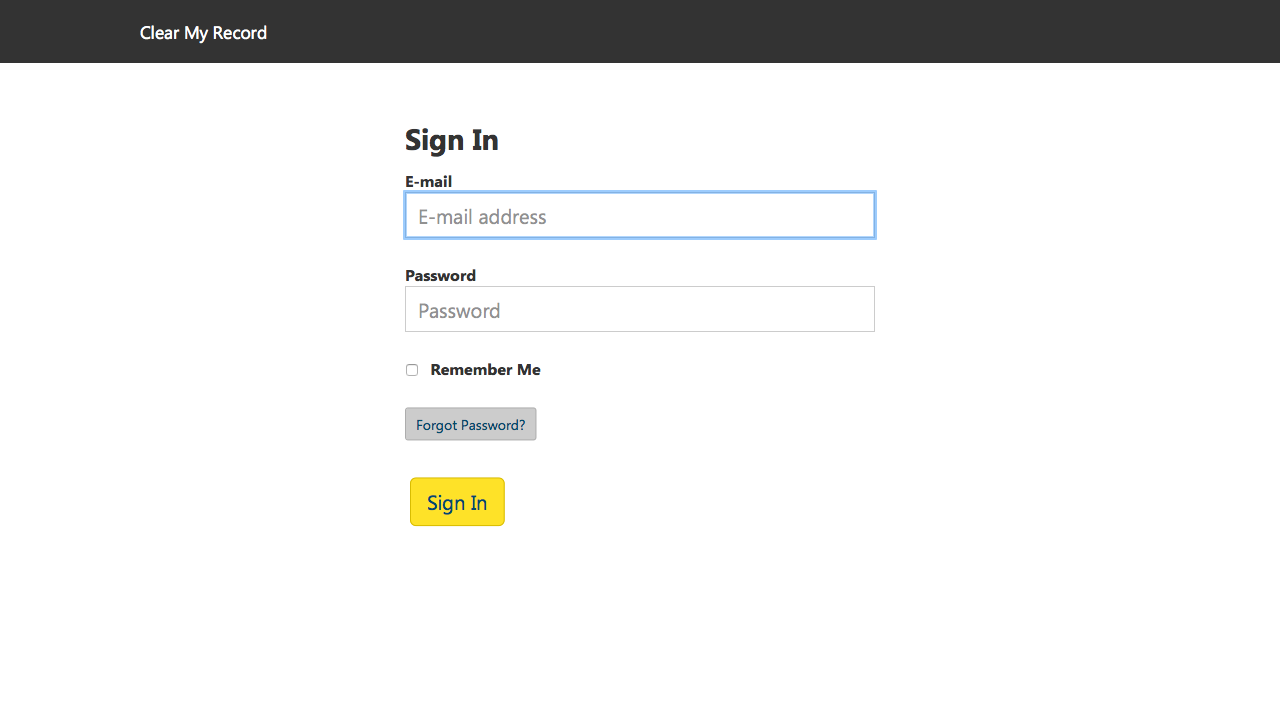 Clear My Record
Sign In
E-mail
E-mail address
Password
Password
Remember Me
Forgot Password?
Sign In